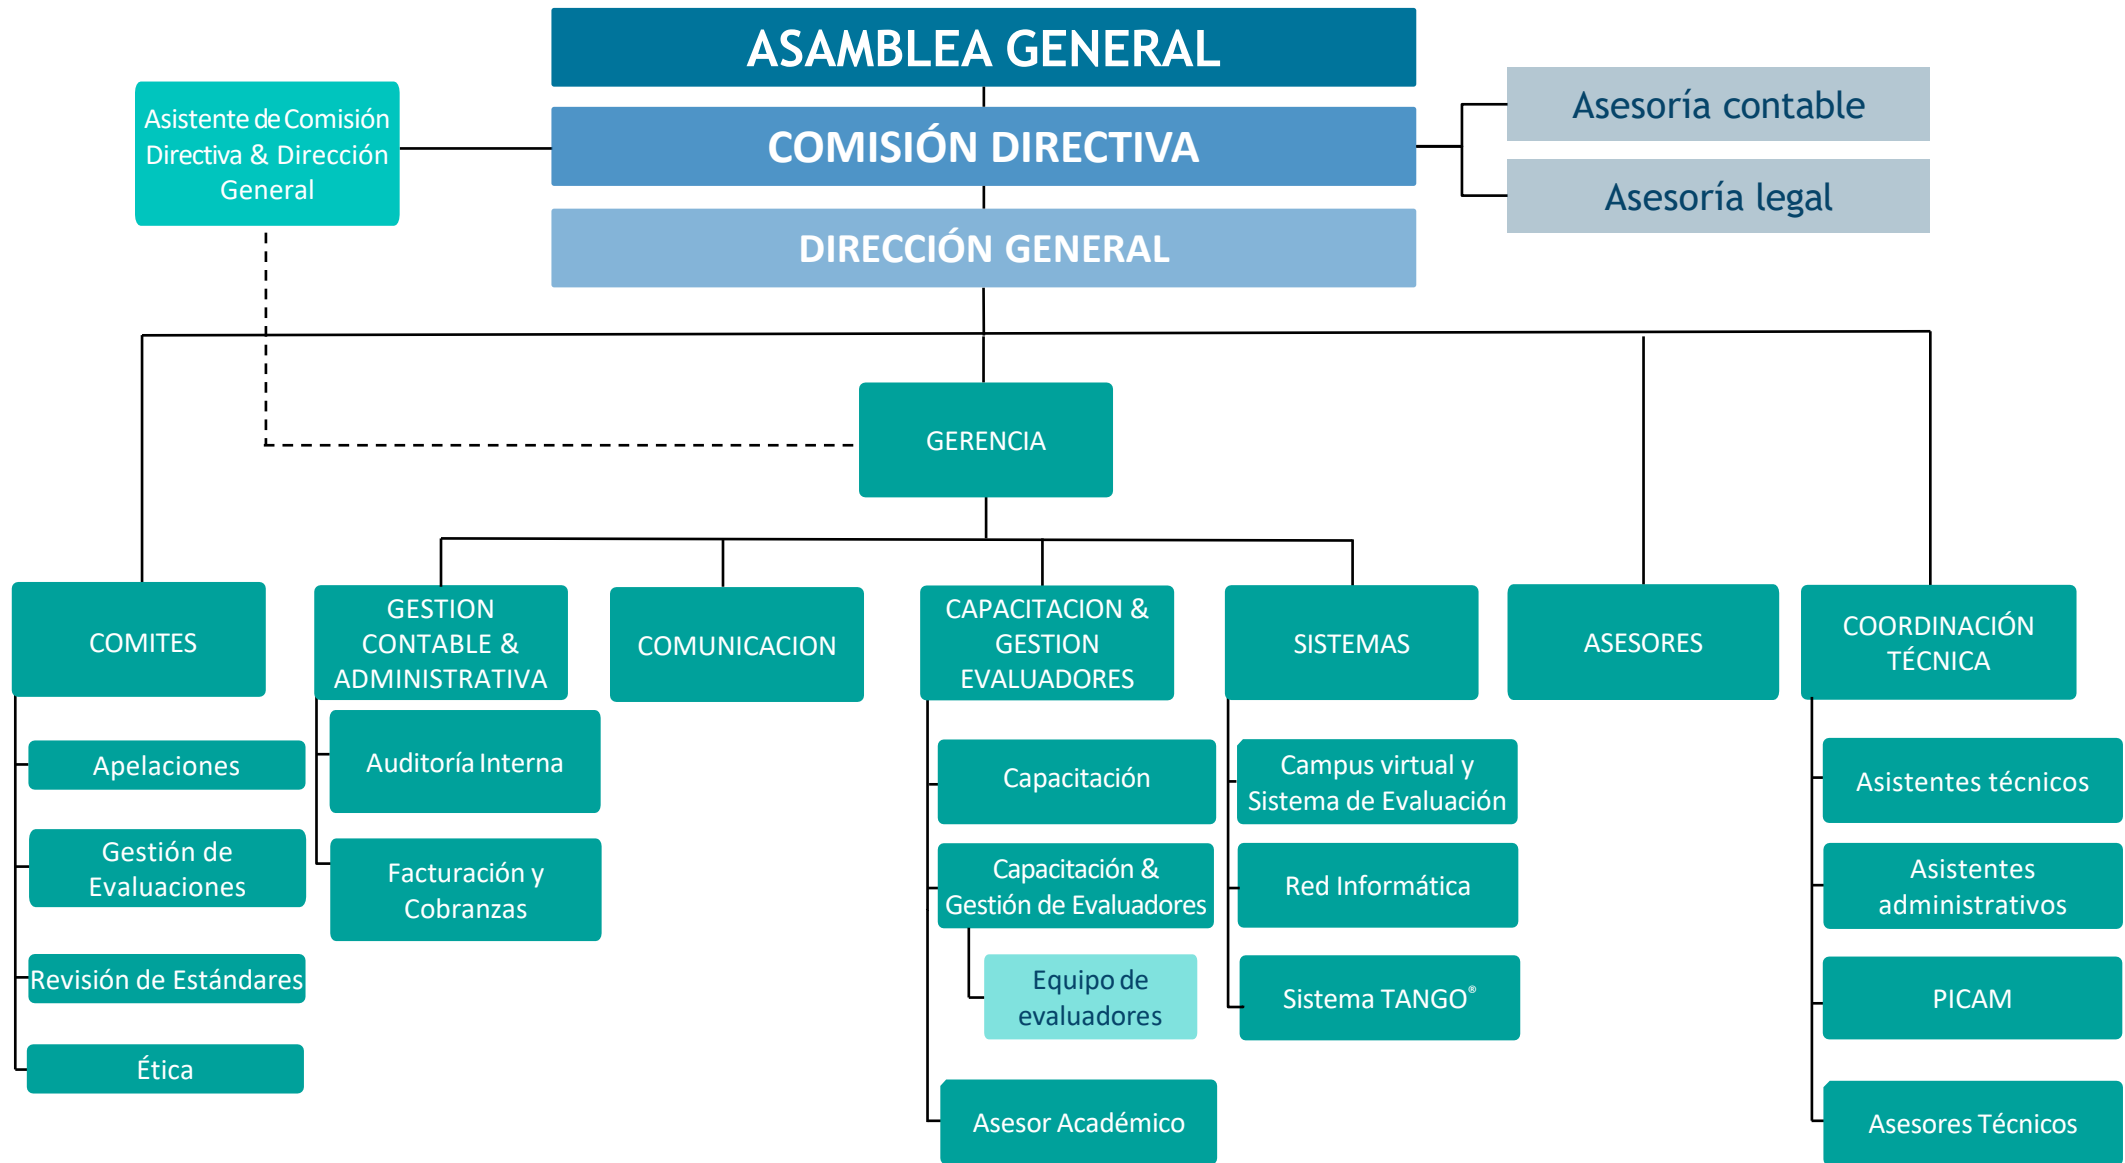 ASAMBLEA GENERAL
Asistente de Comisión
Directiva & Dirección
General
COMISIÓN DIRECTIVA
Asesoría contable
Asesoría legal
DIRECCIÓN GENERAL
GERENCIA
COMITES
GESTION
CONTABLE &
ADMINISTRATIVA
COMUNICACION
CAPACITACION &
GESTION
EVALUADORES
SISTEMAS
ASESORES
COORDINACIÓN
TÉCNICA
Apelaciones
Gestión de
Evaluaciones
Revisión de Estándares
Ética
Auditoría Interna
Facturación y
Cobranzas
Capacitación
Capacitación &
Gestión de Evaluadores
Equipo de
evaluadores
Asesor Académico
Campus virtual y
Sistema de Evaluación
Red Informática
Sistema TANGO®
Asistentes técnicos
Asistentes
administrativos
PICAM
Asesores Técnicos